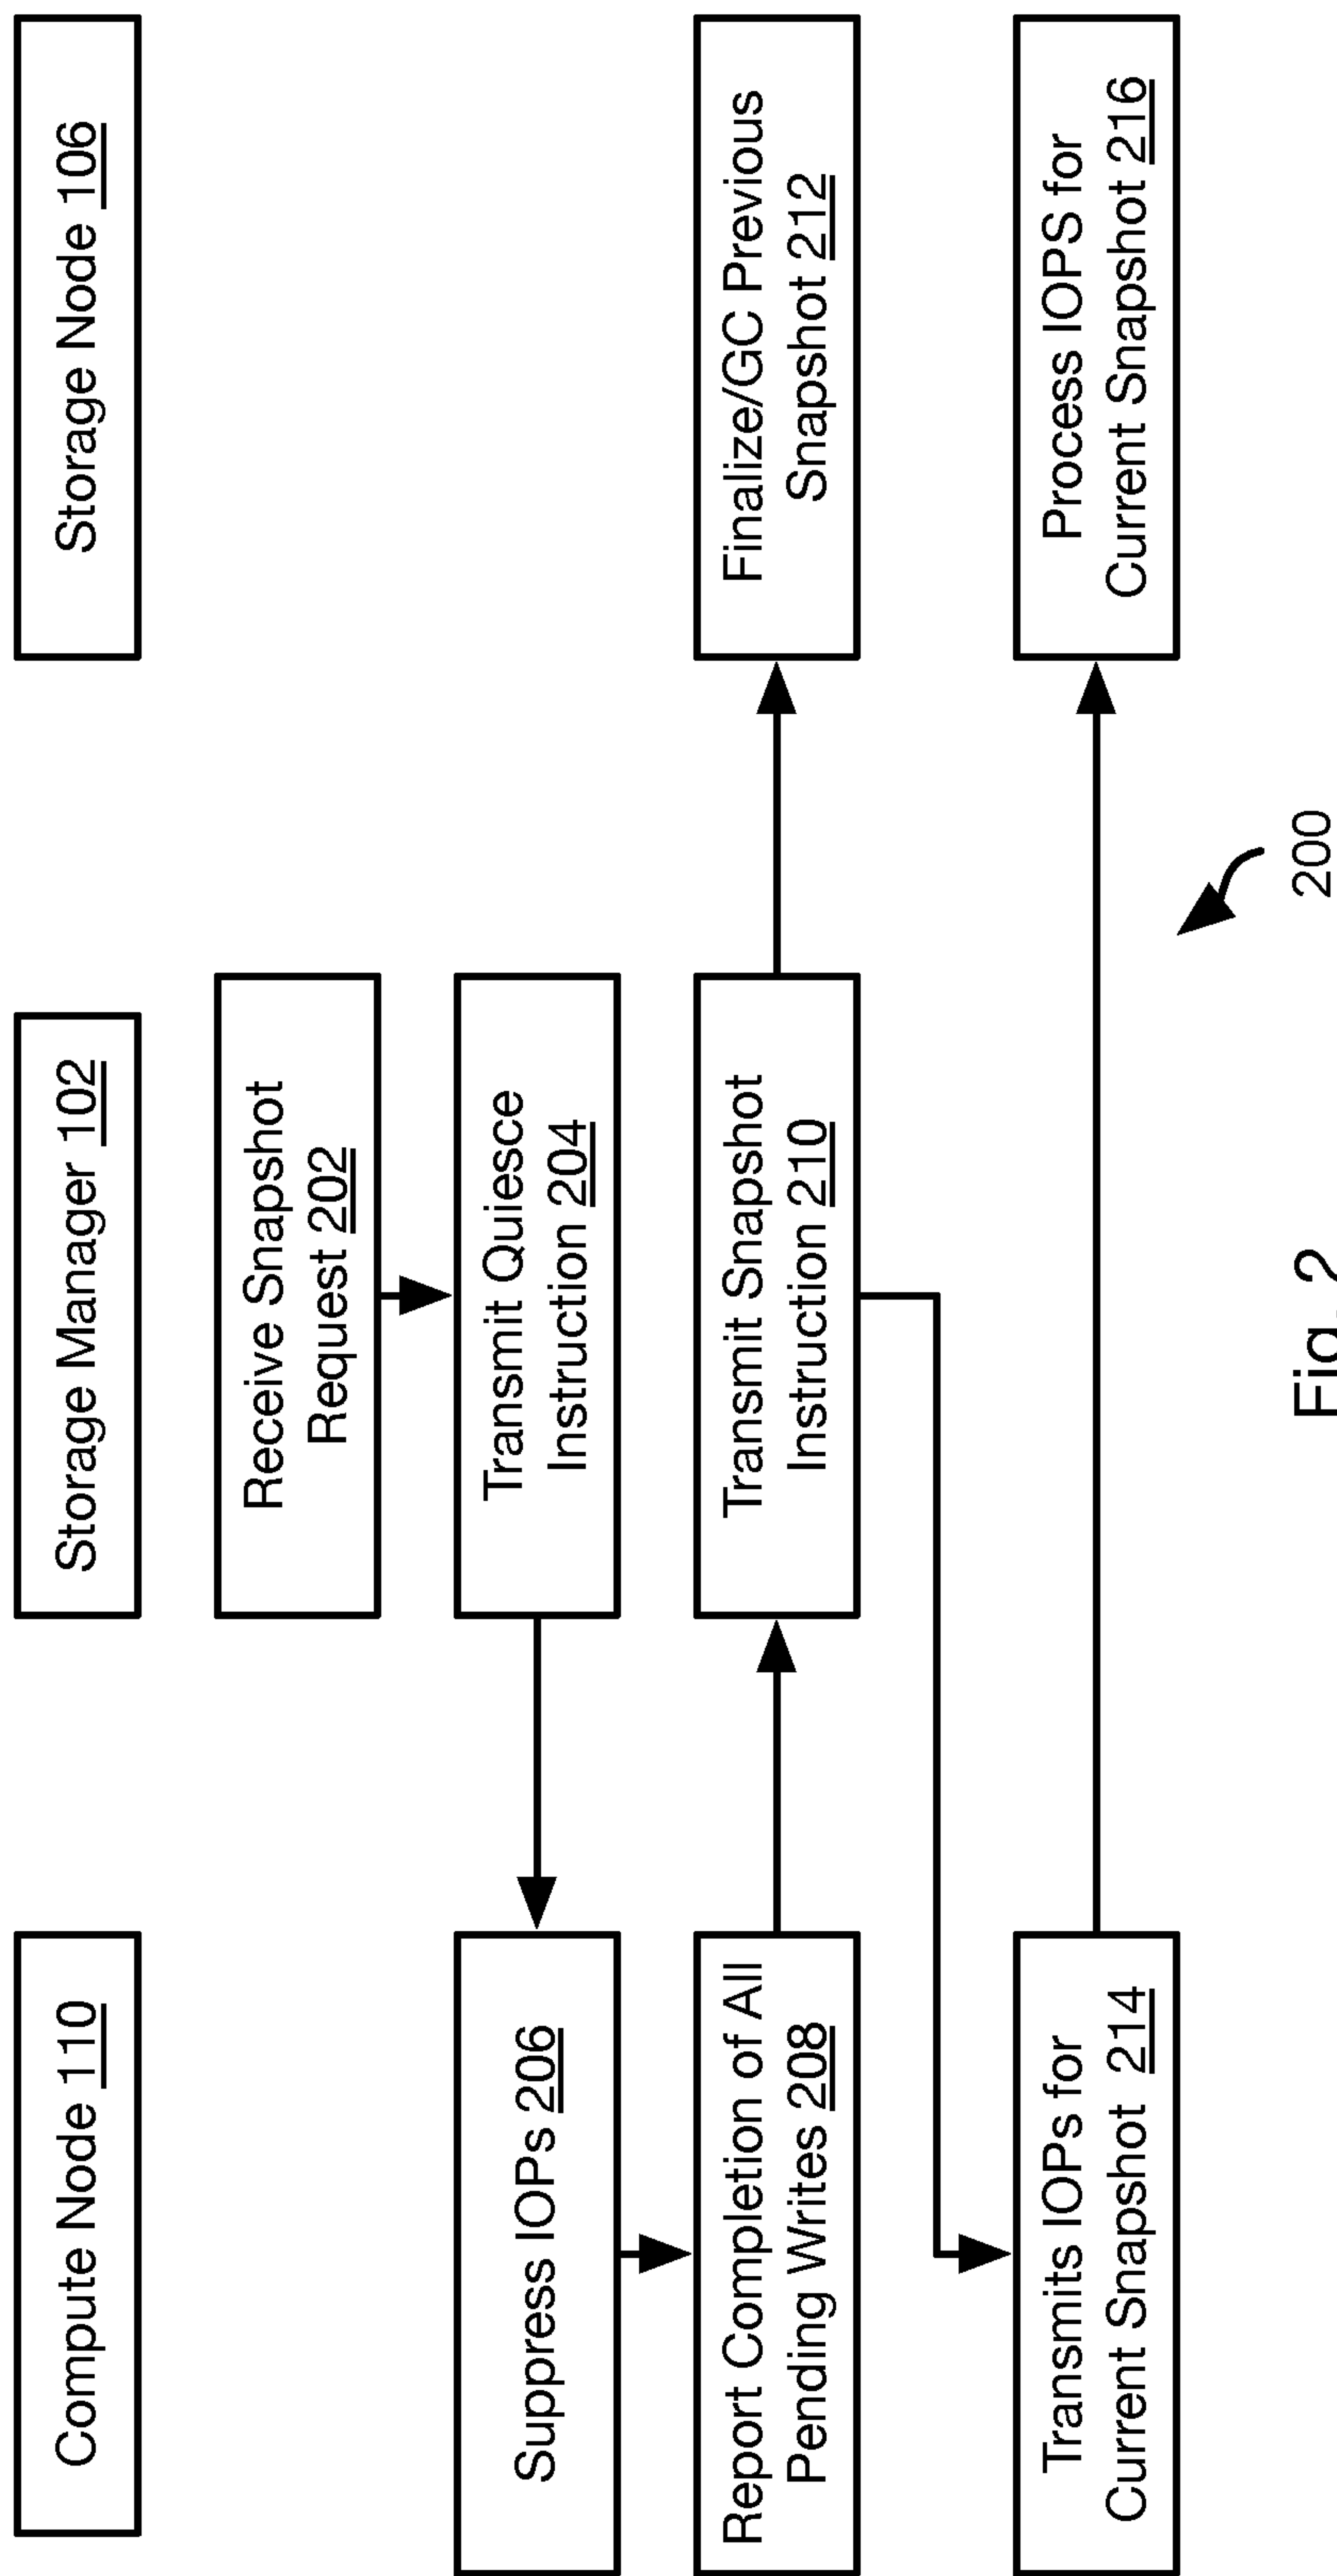 Compute Node 110
Storage Manager 102
Storage Node 106
Receive Snapshot
Request 202
Transmit Quiesce
Instruction 204
Suppress IOPs 206
Report Completion of All
Pending Writes 208
Transmit Snapshot
Instruction 210
Finalize/GC Previous
Snapshot 212
Transmits IOPs for
Current Snapshot 214
Process IOPS for
Current Snapshot 216
200
Fig. 2